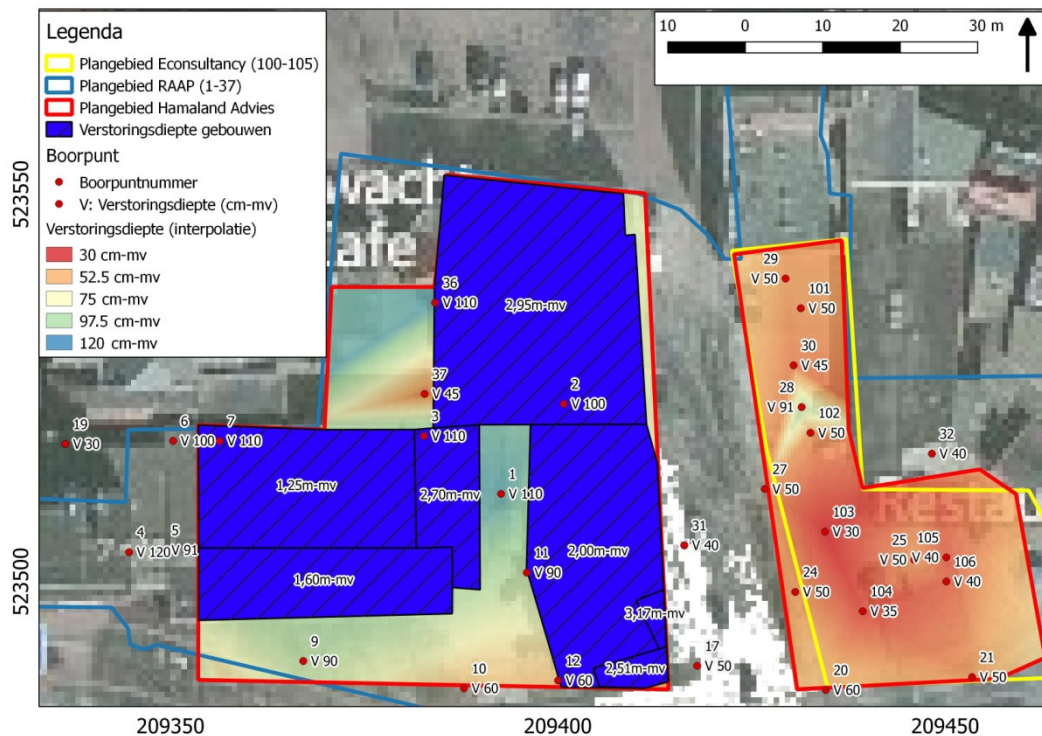 Legenda
Plangebied Econsultancy (100-105)
Plangebied RAAP (1-37)
Plangebied Hamaland Advies
Verstoringsdiepte gebouwen
Boorpunt
Boorpuntnummer
V: Verstoringsdiepte (cm-mv)
Verstoringsdiepte (interpolatie)
30 cm-mv
52.5 cm-mv
75 cm-mv
97.5 cm-mv
120 cm-mv
10 0 10 20 30 m
523550
523500
209350
209400
209450
wach
afe
Resta
29
V 50
101
V 50
36
V 110
2,95m-mv
30
V 45
37
V 45
2
V 100
28
V 91
102
V 50
19
V 30
6
V 100
7
V 110
3
V 110
32
V 40
1,25m-mv
2,70m-mv
1
V 110
27
V 50
4
V 120
5
V 91
2,00m-mv
31
V 40
103
V 30
25
V 50
105
V 40
1,60m-mv
11
V 90
106
V 40
3,17m-mv
24
V 50
104
V 35
9
V 90
10
V 60
12
V 60
2,51m-mv
17
V 50
20
V 60
21
V 50